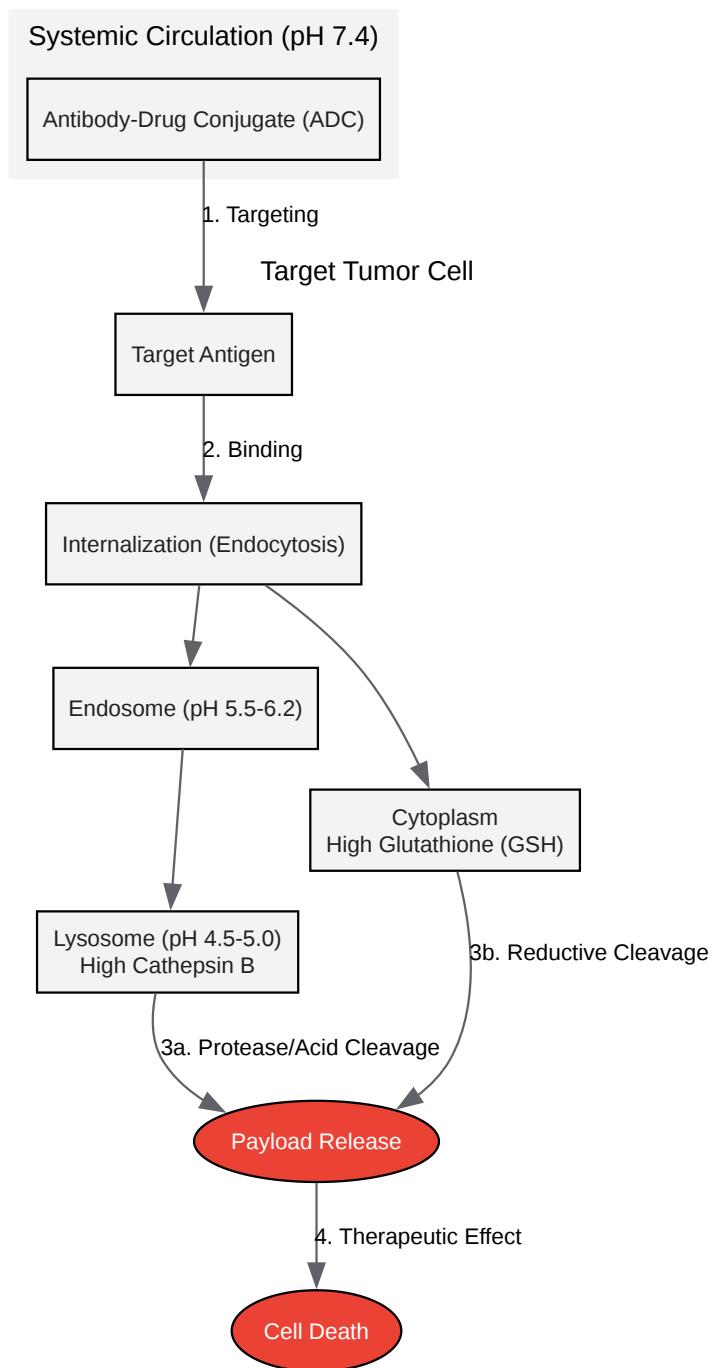 Systemic Circulation (pH 7.4)
Antibody-Drug Conjugate (ADC)
1. Targeting
Target Tumor Cell
Target Antigen
2. Binding
Internalization (Endocytosis)
Endosome (pH 5.5-6.2)
Cytoplasm
High Glutathione (GSH)
Lysosome (pH 4.5-5.0)
High Cathepsin B
3b. Reductive Cleavage
3a. Protease/Acid Cleavage
Payload Release
4. Therapeutic Effect
Cell Death